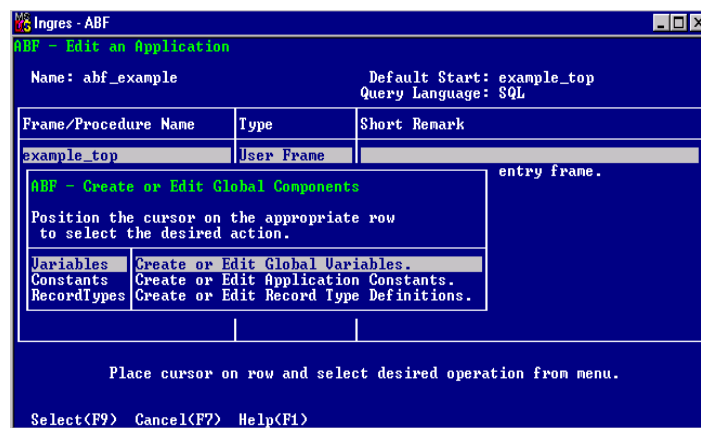 Ingres - ABF
ABF - Edit an Application
Name: abf_example Default Start: example_top
Query Language: SQL
Frame/Procedure Name Type Short Remark
example_top User Frame
entry frame.
ABF - Create or Edit Global Components
Position the cursor on the appropriate row
to select the desired action.
Variables Create or Edit Global Variables.
Constants Create or Edit Application Constants.
RecordTypes Create or Edit Record Type Definitions.
Place cursor on row and select desired operation from menu.
Select(F9) Cancel(F7) Help(F1)